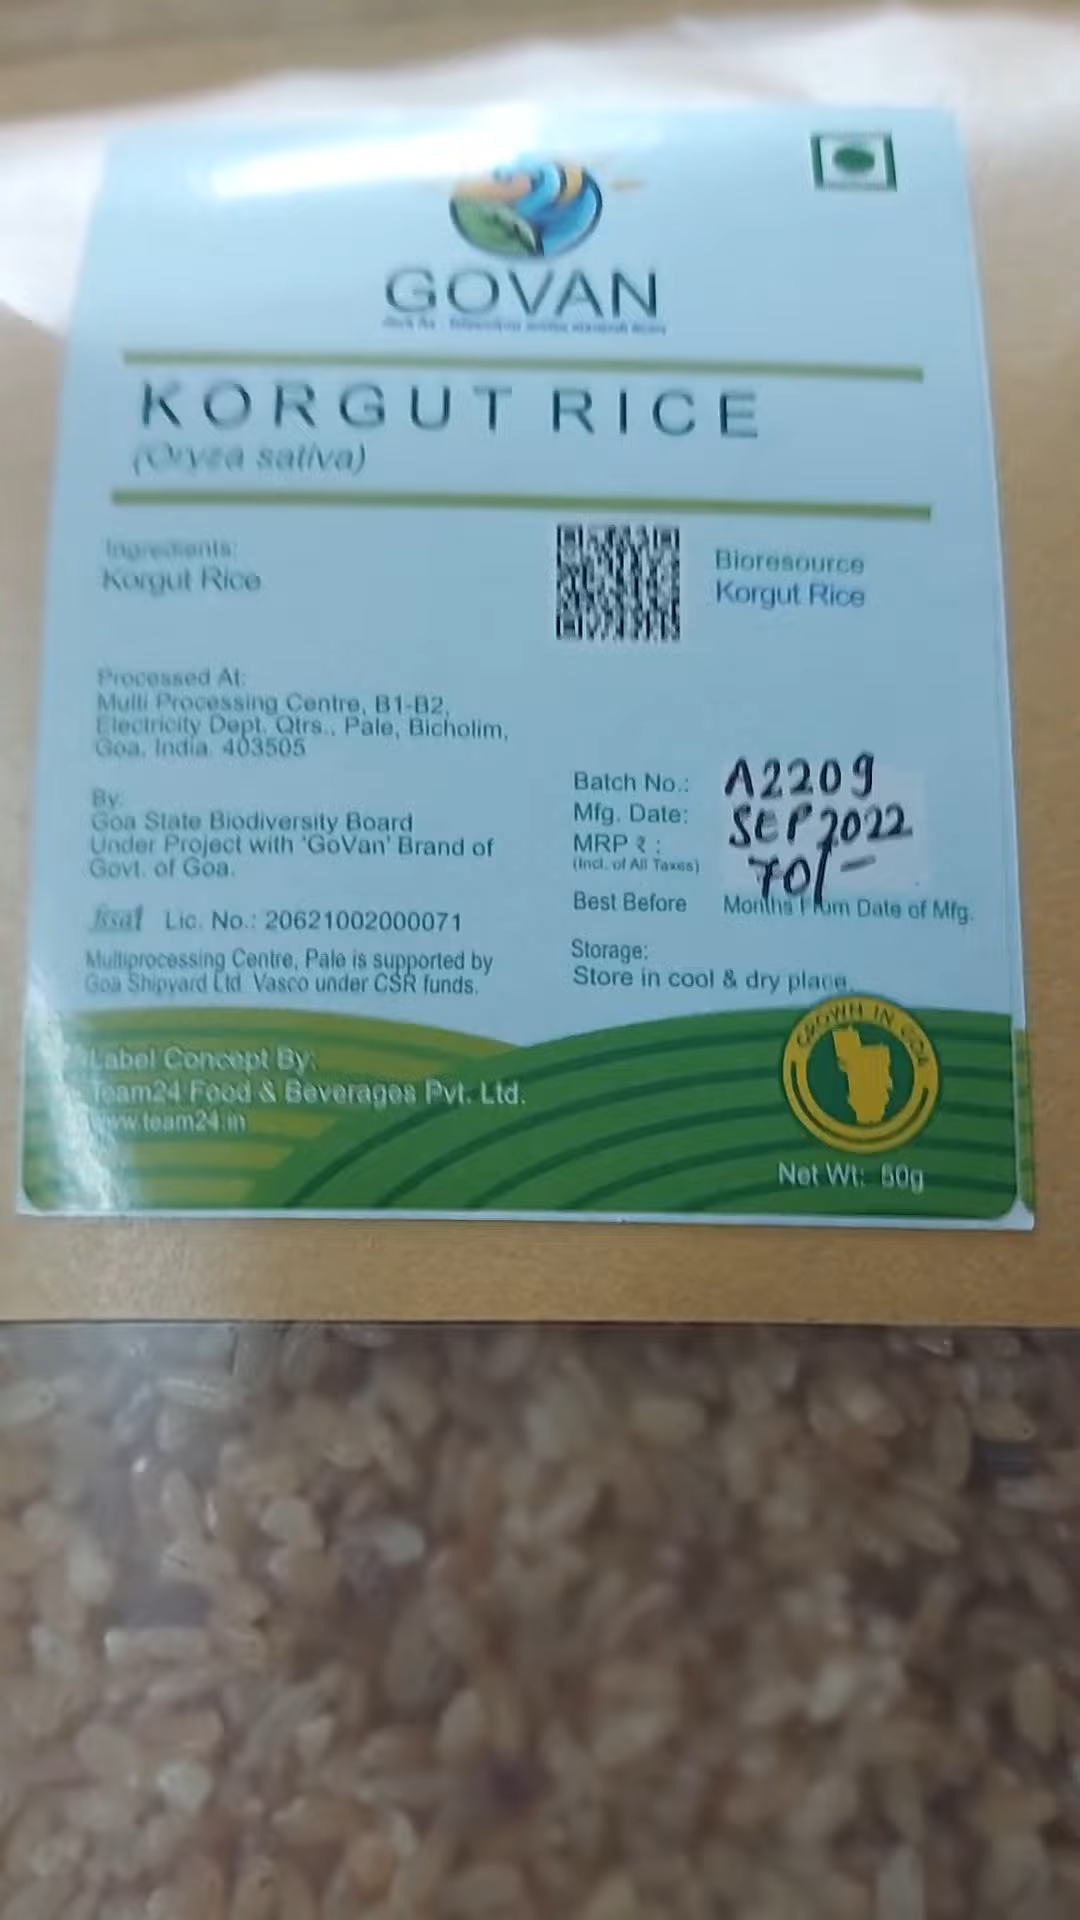 GOVAN
KORGUT RICE
(Oryza sativa)
Ingredients:
Korgut Rice
Bioresource
Korgut Rice
Processed At:
Multi Processing Centre, B1-B2,
Electricity Dept. Qtrs., Pale, Bicholim,
Goa, India. 403505
By:
Goa State Biodiversity Board
Under Project with 'GoVan' Brand of
Govt. of Goa.
fssai Lic. No.: 20621002000071
Multiprocessing Centre, Pale is supported by
Goa Shipyard Ltd. Vasco under CSR funds.
Batch No.: A2209
Mfg. Date: SEP 2022
MRP ₹ : 70/-
(Incl. of All Taxes)
Best Before Months From Date of Mfg.
Storage:
Store in cool & dry place.
Label Concept By:
Team24 Food & Beverages Pvt. Ltd.
www.team24.in
GROWN IN GOA
Net Wt: 50g